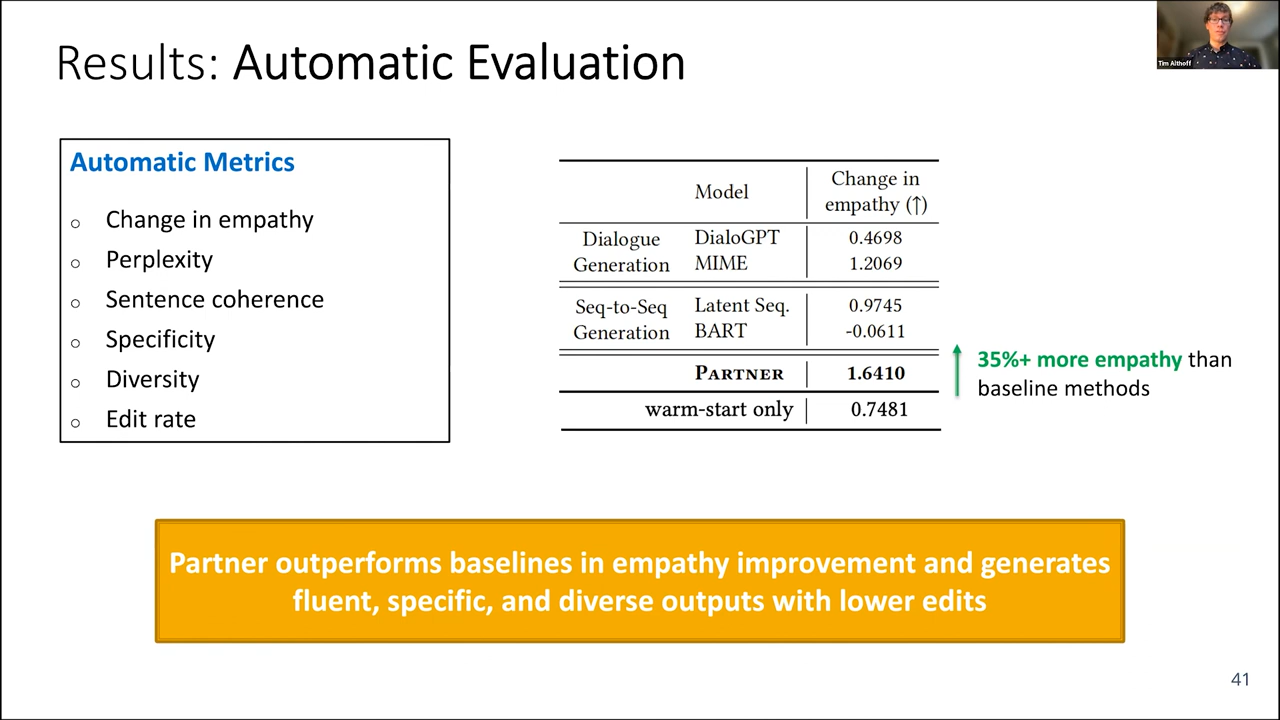 Results: Automatic Evaluation
Tim Althoff
Automatic Metrics
o Change in empathy
o Perplexity
o Sentence coherence
o Specificity
o Diversity
o Edit rate
Model
Change in
empathy (↑)
Dialogue
Generation
DialoGPT 0.4698
MIME 1.2069
Seq-to-Seq
Generation
Latent Seq. 0.9745
BART -0.0611
PARTNER 1.6410
warm-start only 0.7481
35%+ more empathy than
baseline methods
Partner outperforms baselines in empathy improvement and generates
fluent, specific, and diverse outputs with lower edits
41